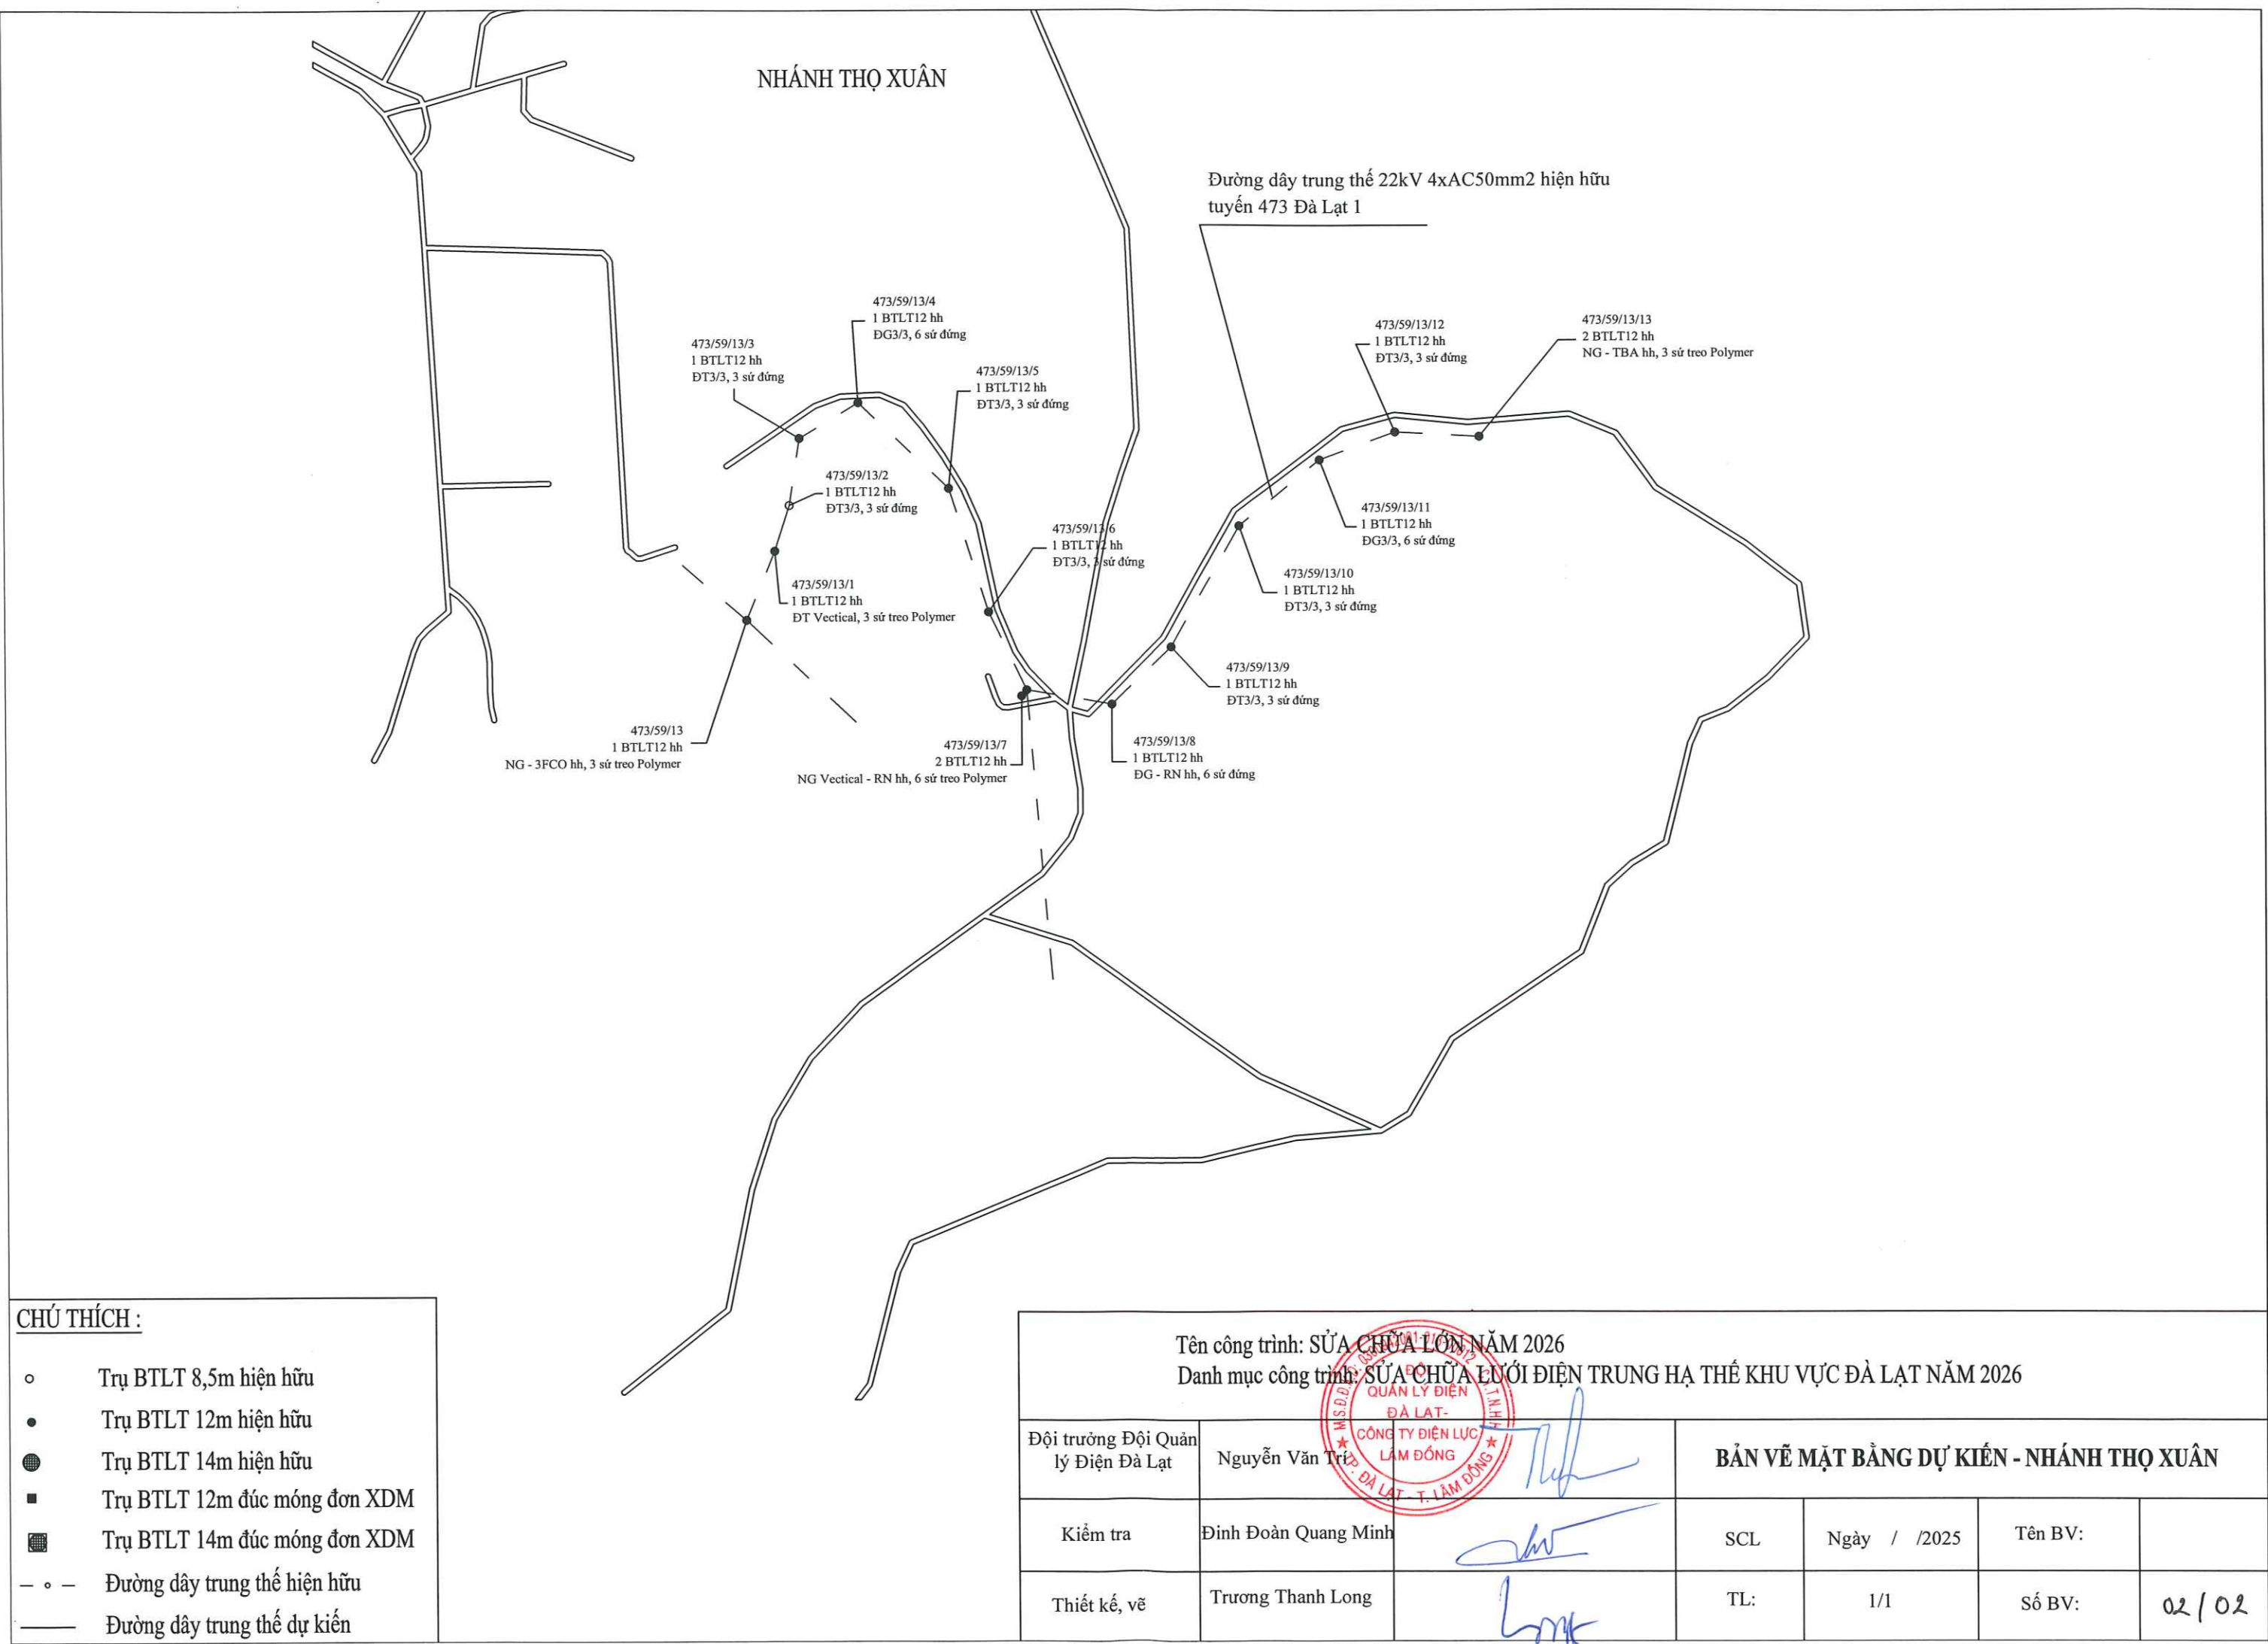 NHÁNH THỌ XUÂN
Đường dây trung thế 22kV 4xAC50mm2 hiện hữu
tuyến 473 Đà Lạt 1
473/59/13/4
1 BTLT12 hh
ĐG3/3, 6 sứ đứng
473/59/13/3
1 BTLT12 hh
ĐT3/3, 3 sứ đứng
473/59/13/5
1 BTLT12 hh
ĐT3/3, 3 sứ đứng
473/59/13/12
1 BTLT12 hh
ĐT3/3, 3 sứ đứng
473/59/13/13
2 BTLT12 hh
NG - TBA hh, 3 sứ treo Polymer
473/59/13/2
1 BTLT12 hh
ĐT3/3, 3 sứ đứng
473/59/13/11
1 BTLT12 hh
ĐG3/3, 6 sứ đứng
473/59/13/6
1 BTLT12 hh
ĐT3/3, 3 sứ đứng
473/59/13/1
1 BTLT12 hh
ĐT Vectical, 3 sứ treo Polymer
473/59/13/10
1 BTLT12 hh
ĐT3/3, 3 sứ đứng
473/59/13/9
1 BTLT12 hh
ĐT3/3, 3 sứ đứng
473/59/13
1 BTLT12 hh
NG - 3FCO hh, 3 sứ treo Polymer
473/59/13/7
2 BTLT12 hh
NG Vectical - RN hh, 6 sứ treo Polymer
473/59/13/8
1 BTLT12 hh
ĐG - RN hh, 6 sứ đứng
CHÚ THÍCH :
Trụ BTLT 8,5m hiện hữu
Trụ BTLT 12m hiện hữu
Trụ BTLT 14m hiện hữu
Trụ BTLT 12m đúc móng đơn XDM
Trụ BTLT 14m đúc móng đơn XDM
Đường dây trung thế hiện hữu
Đường dây trung thế dự kiến
Tên công trình: SỬA CHỮA LỚN NĂM 2026
Danh mục công trình: SỬA CHỮA LƯỚI ĐIỆN TRUNG HẠ THẾ KHU VỰC ĐÀ LẠT NĂM 2026
Đội trưởng Đội Quản
lý Điện Đà Lạt
Nguyễn Văn Trí
ĐỘI
QUẢN LÝ ĐIỆN
ĐÀ LẠT-
CÔNG TY ĐIỆN LỰC
LÂM ĐỒNG
TP. ĐÀ LẠT - T. LÂM ĐỒNG
BẢN VẼ MẶT BẰNG DỰ KIẾN - NHÁNH THỌ XUÂN
Kiểm tra
Đinh Đoàn Quang Minh
SCL
Ngày / /2025
Tên BV:
Thiết kế, vẽ
Trương Thanh Long
TL:
1/1
Số BV:
02/02